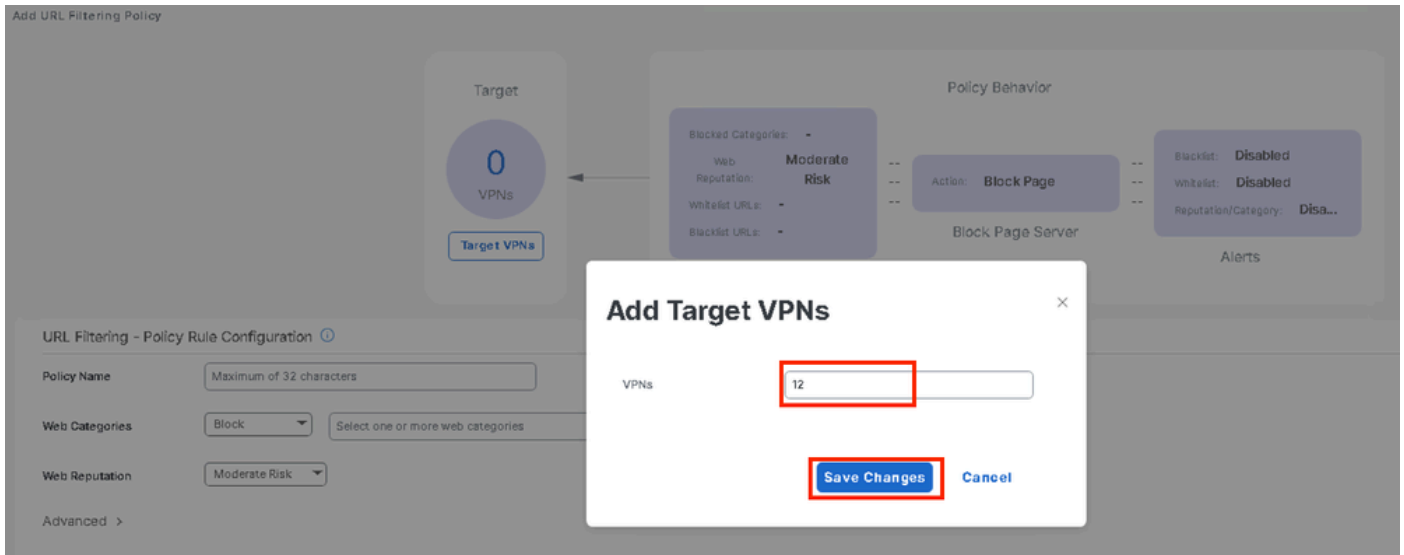 Add URL Filtering Policy
Target
0
VPNs
Target VPNs
Policy Behavior
Blocked Categories: -
Web Reputation: Moderate Risk
Whitelist URLs: -
Blacklist URLs: -
--
--
--
Action: Block Page
Block Page Server
--
--
--
Blacklist: Disabled
Whitelist: Disabled
Reputation/Category: Disa...
Alerts
Add Target VPNs
×
VPNs
12
Save Changes
Cancel
URL Filtering - Policy Rule Configuration
Policy Name
Maximum of 32 characters
Web Categories
Block
Select one or more web categories
Web Reputation
Moderate Risk
Advanced >